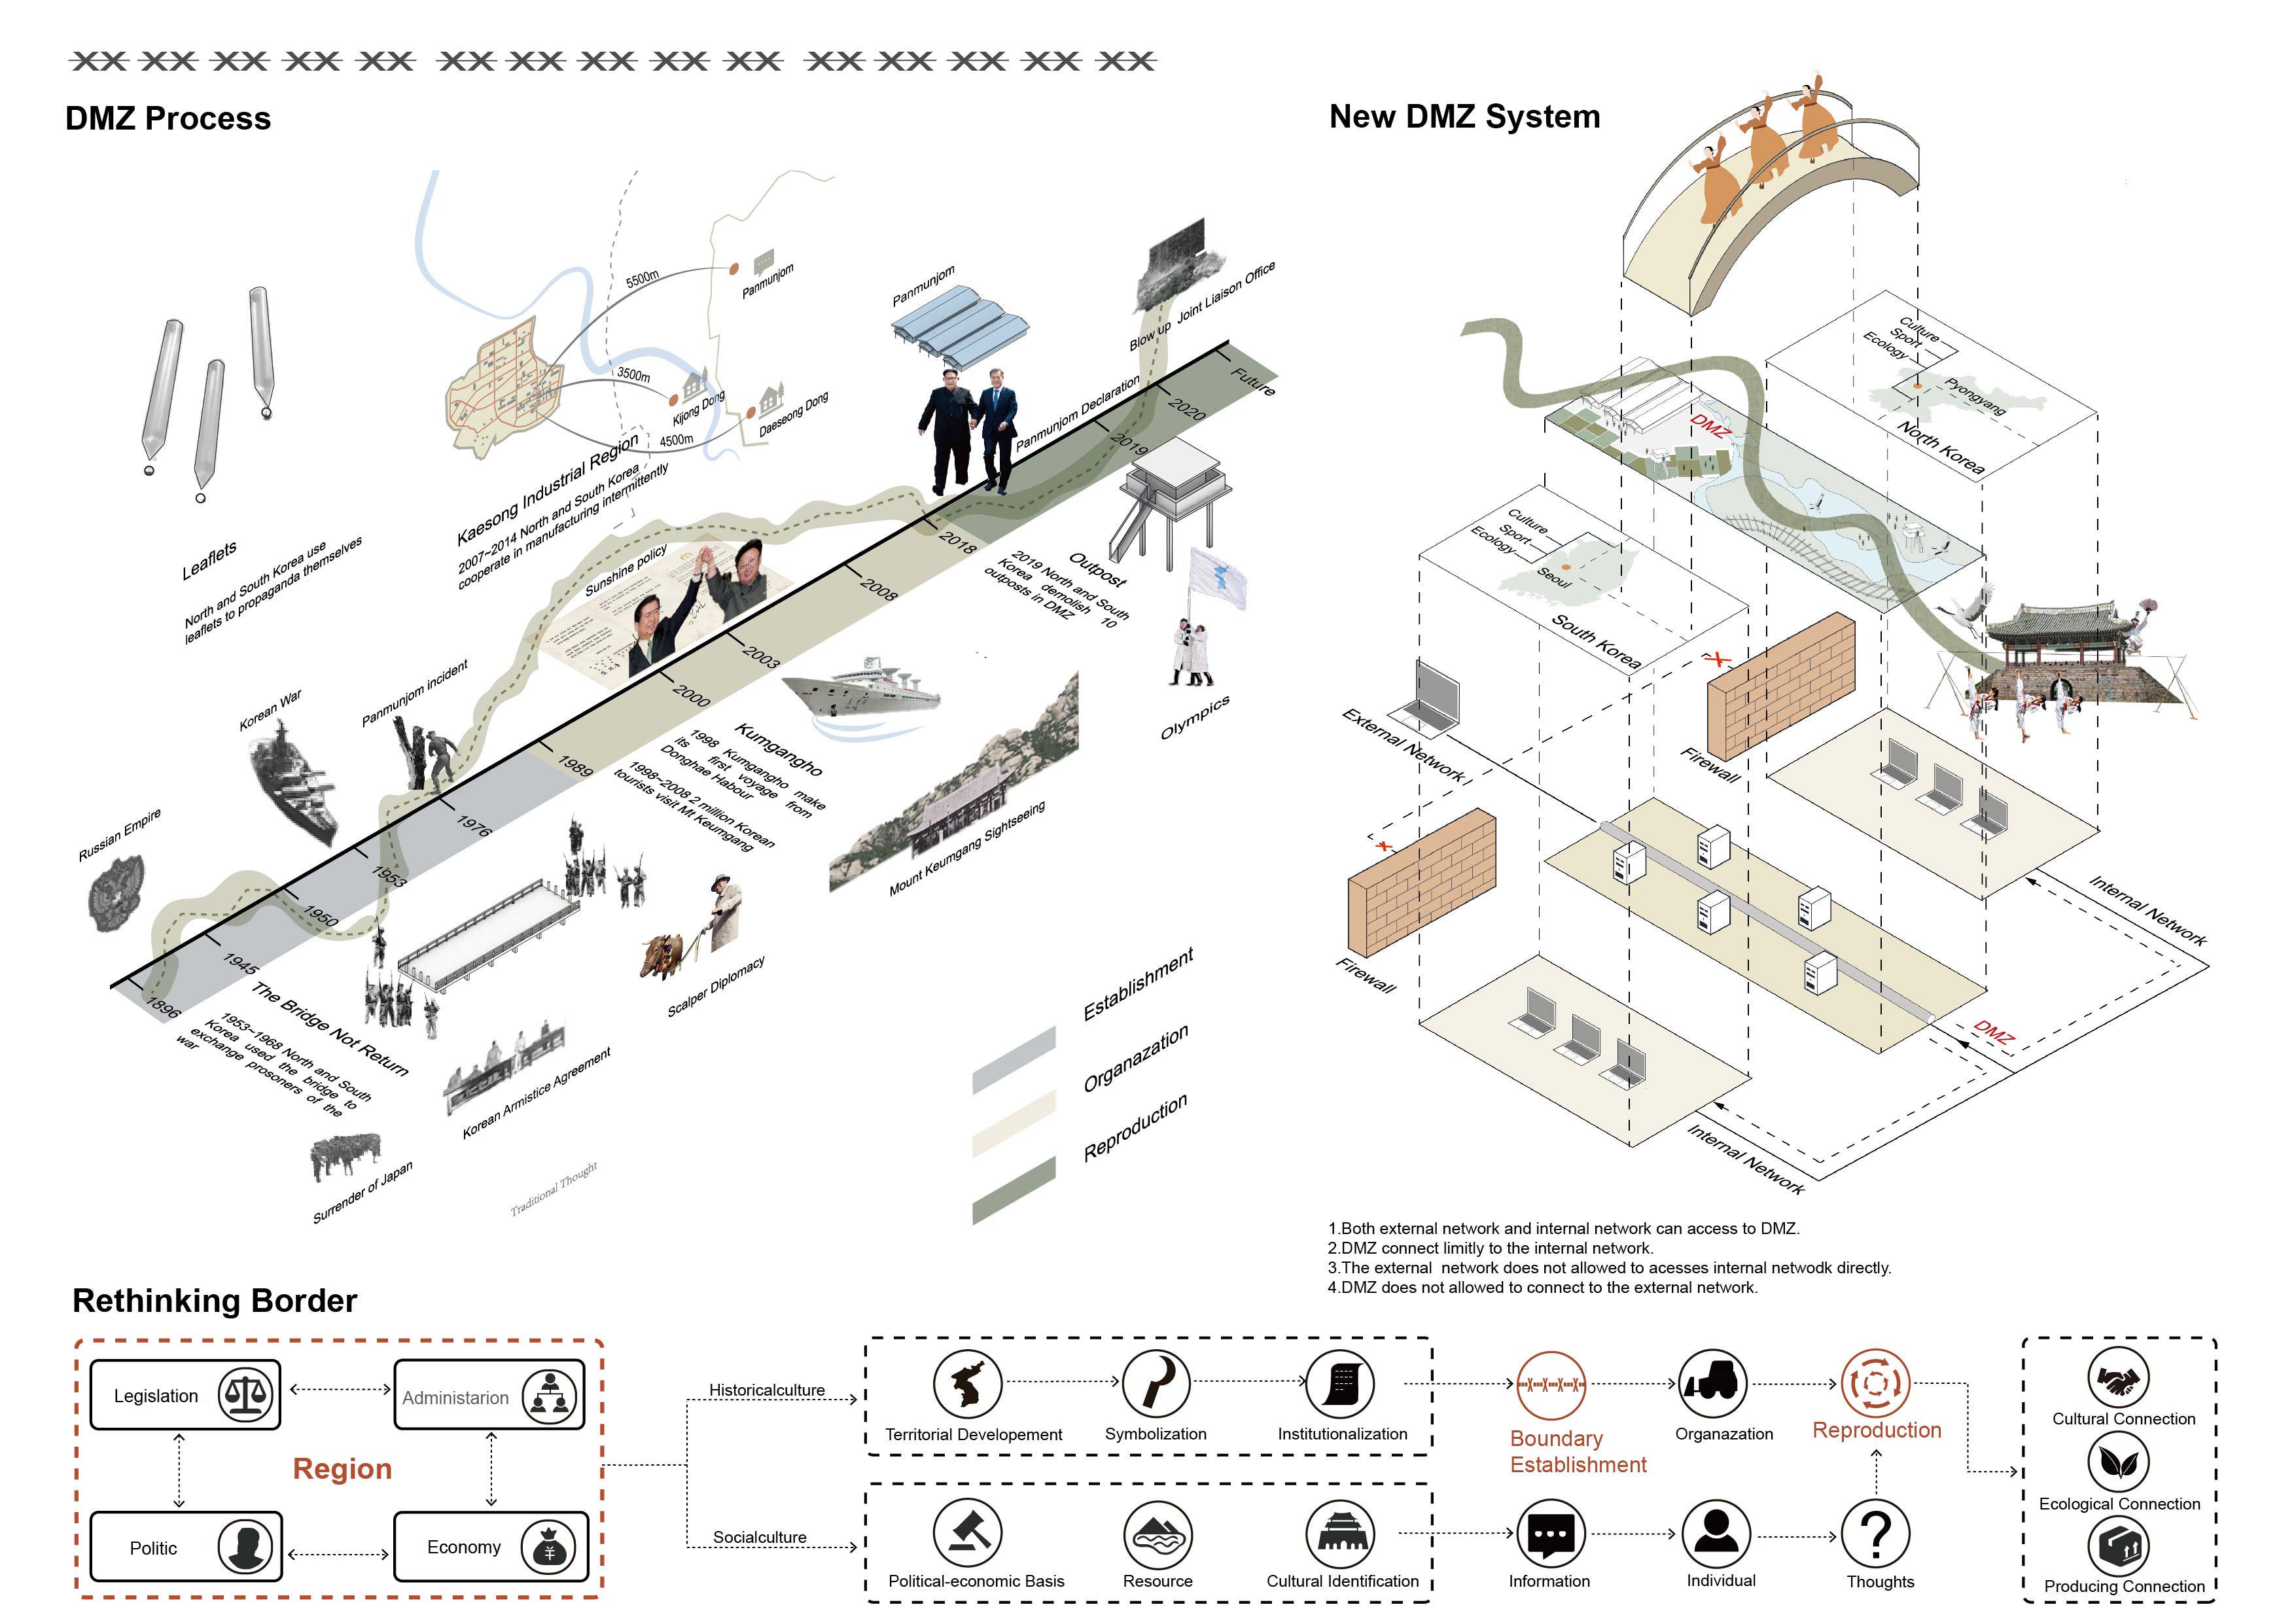 DMZ Process
New DMZ System
5500m
Panmunjom
3500m
Kijong Dong
4500m
Daeseong Dong
Kaesong Industrial Region
2007~2014 North and South Korea
cooperate in manufacturing intermittently
Leaflets
North and South Korea use
leaflets to propaganda themselves
Panmunjom
Blow up Joint Liaison Office
Panmunjom Declaration
Sunshine policy
Panmunjom incident
Korean War
Russian Empire
1896
1945
1950
1953
1976
1989
2000
2003
2008
2018
2019
2020
Future
Outpost
2019 North and South
Korea demolish 10
outposts in DMZ
Olympics
Kumgangho
1998 Kumgangho make
its first voyage from
Donghae Habour
1998~2008 2 million Korean
tourists visit Mt Keumgang
Mount Keumgang Sightseeing
Scalper Diplomacy
The Bridge Not Return
1953~1968 North and South
Korea used the bridge to
exchange prosoners of the
war
Korean Armistice Agreement
Surrender of Japan
Traditional Thought
Establishment
Organazation
Reproduction
Culture
Sport
Ecology
Pyongyang
North Korea
DMZ
Culture
Sport
Ecology
Seoul
South Korea
External Network
Firewall
Firewall
Internal Network
DMZ
Internal Network
1.Both external network and internal network can access to DMZ.
2.DMZ connect limitly to the internal network.
3.The external network does not allowed to acesses internal netwodk directly.
4.DMZ does not allowed to connect to the external network.
Rethinking Border
Legislation
Administarion
Region
Politic
Economy
Historicalculture
Socialculture
Territorial Developement
Symbolization
Institutionalization
Boundary
Establishment
Organazation
Reproduction
Political-economic Basis
Resource
Cultural Identification
Information
Individual
Thoughts
Cultural Connection
Ecological Connection
Producing Connection